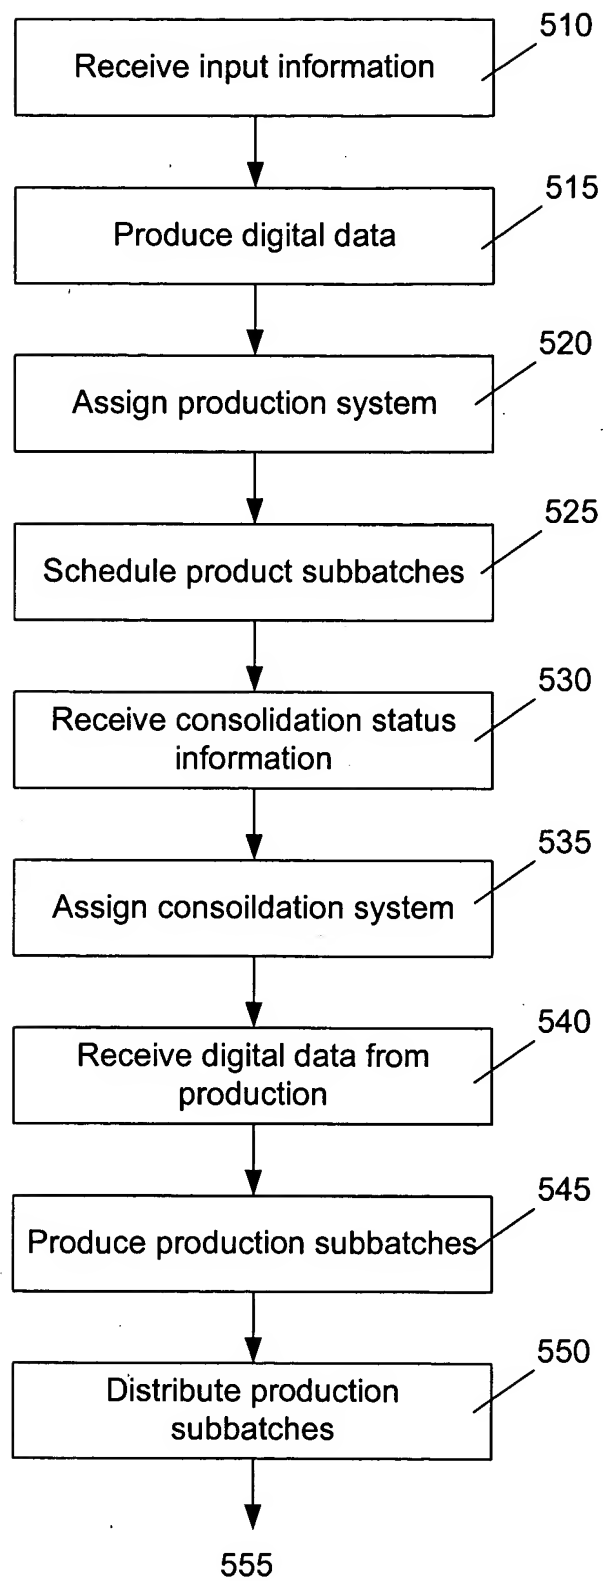 510
Receive input information
515
Produce digital data
520
Assign production system
525
Schedule product subbatches
530
Receive consolidation status
information
535
Assign consoildation system
540
Receive digital data from
production
545
Produce production subbatches
550
Distribute production
subbatches
555